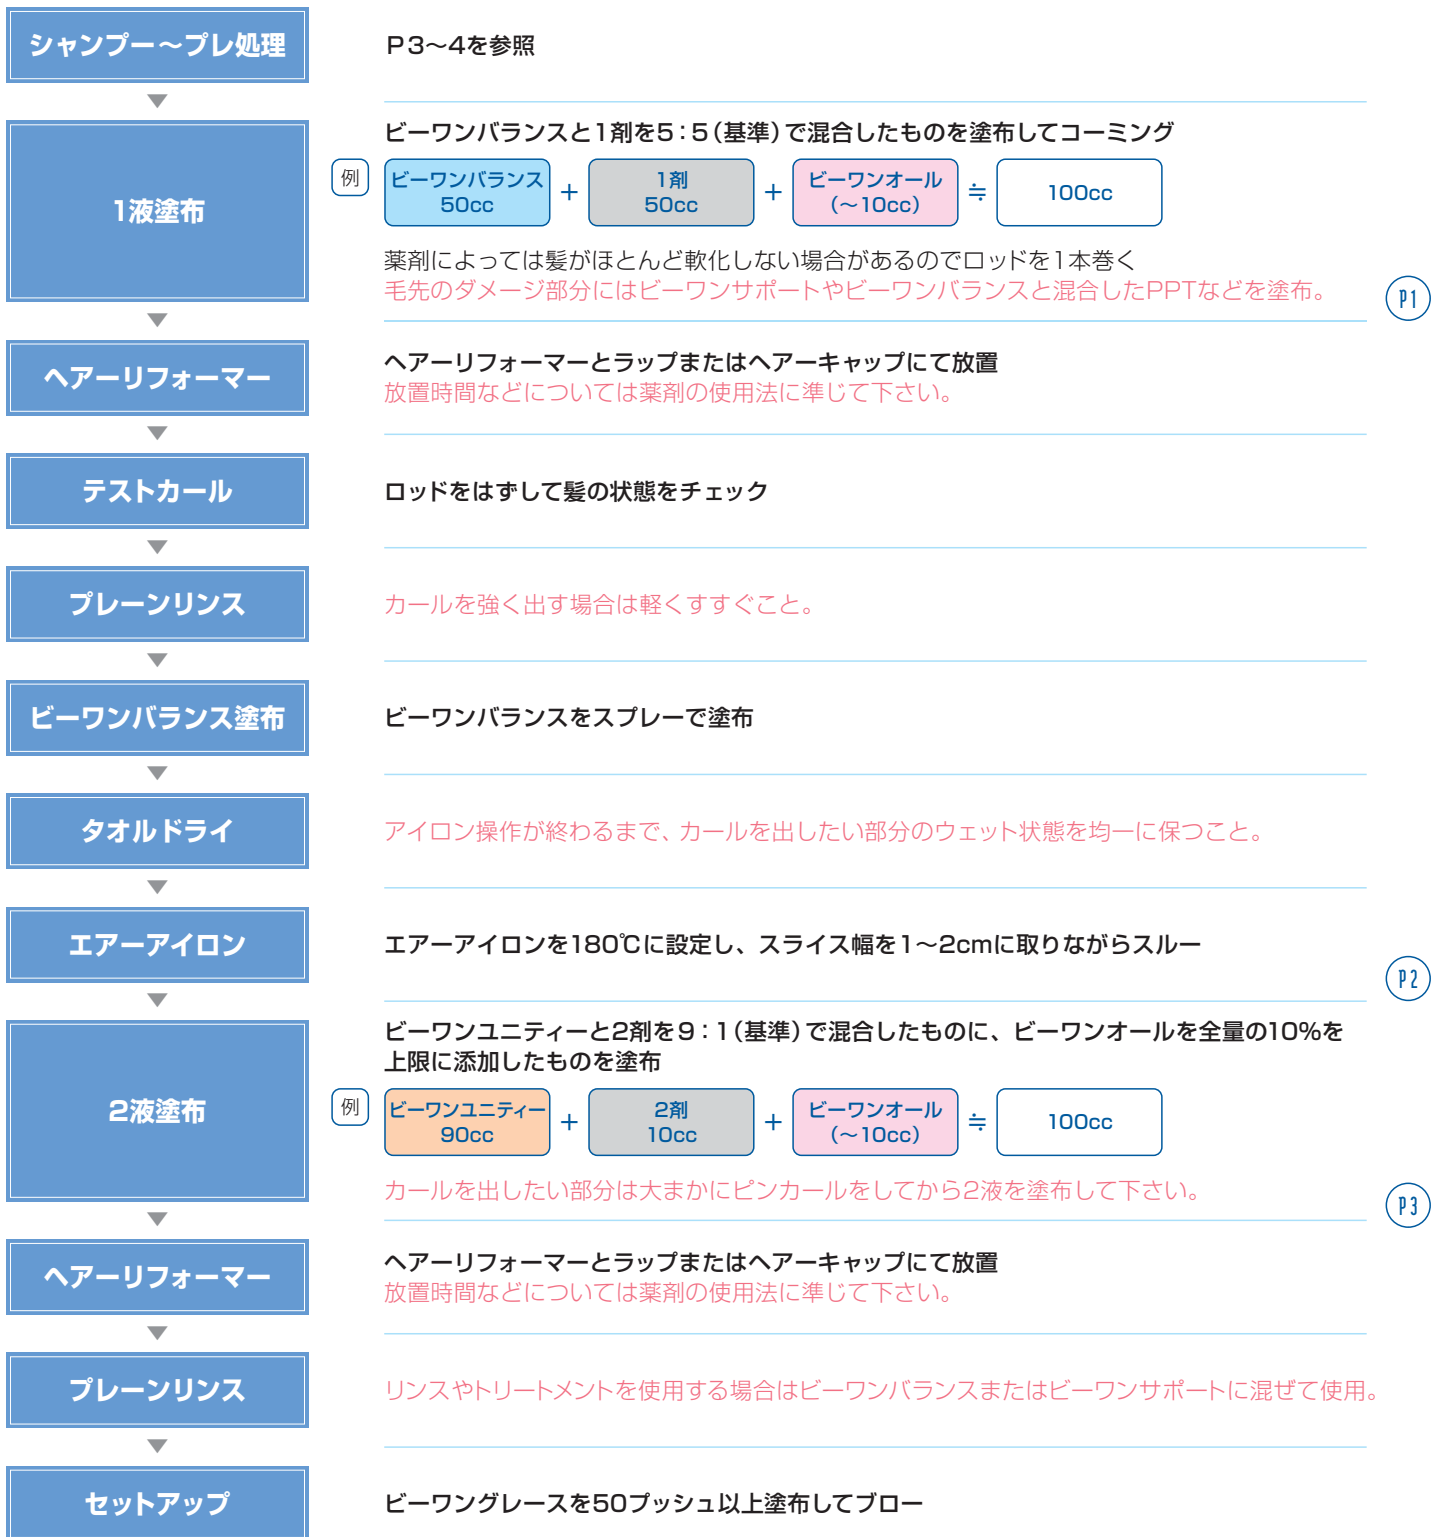 シャンプー～プレ処理
P3～4を参照
1液塗布
ビーワンバランスと1剤を5：5（基準）で混合したものを塗布してコーミング
例
ビーワンバランス
50cc
＋
1剤
50cc
＋
ビーワンオール
（～10cc）
≒
100cc
薬剤によっては髪がほとんど軟化しない場合があるのでロッドを1本巻く
毛先のダメージ部分にはビーワンサポートやビーワンバランスと混合したPPTなどを塗布。
P1
ヘアーリフォーマー
ヘアーリフォーマーとラップまたはヘアーキャップにて放置
放置時間などについては薬剤の使用法に準じて下さい。
テストカール
ロッドをはずして髪の状態をチェック
プレーンリンス
カールを強く出す場合は軽くすすぐこと。
ビーワンバランス塗布
ビーワンバランスをスプレーで塗布
タオルドライ
アイロン操作が終わるまで、カールを出したい部分のウェット状態を均一に保つこと。
エアーアイロン
エアーアイロンを180℃に設定し、スライス幅を1～2cmに取りながらスルー
P2
2液塗布
ビーワンユニティーと2剤を9：1（基準）で混合したものに、ビーワンオールを全量の10%を
上限に添加したものを塗布
例
ビーワンユニティー
90cc
＋
2剤
10cc
＋
ビーワンオール
（～10cc）
≒
100cc
カールを出したい部分は大まかにピンカールをしてから2液を塗布して下さい。
P3
ヘアーリフォーマー
ヘアーリフォーマーとラップまたはヘアーキャップにて放置
放置時間などについては薬剤の使用法に準じて下さい。
プレーンリンス
リンスやトリートメントを使用する場合はビーワンバランスまたはビーワンサポートに混ぜて使用。
セットアップ
ビーワングレースを50プッシュ以上塗布してブロー